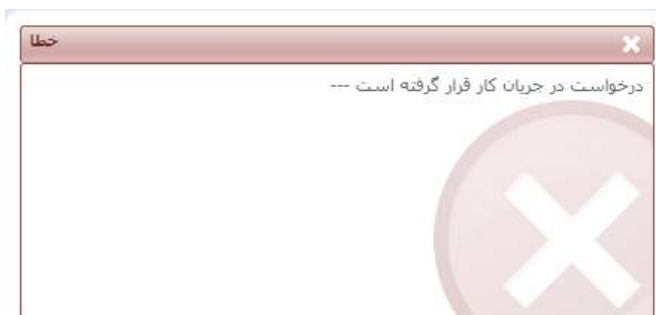 خطا
درخواست در جریان کار قرار گرفته است ---